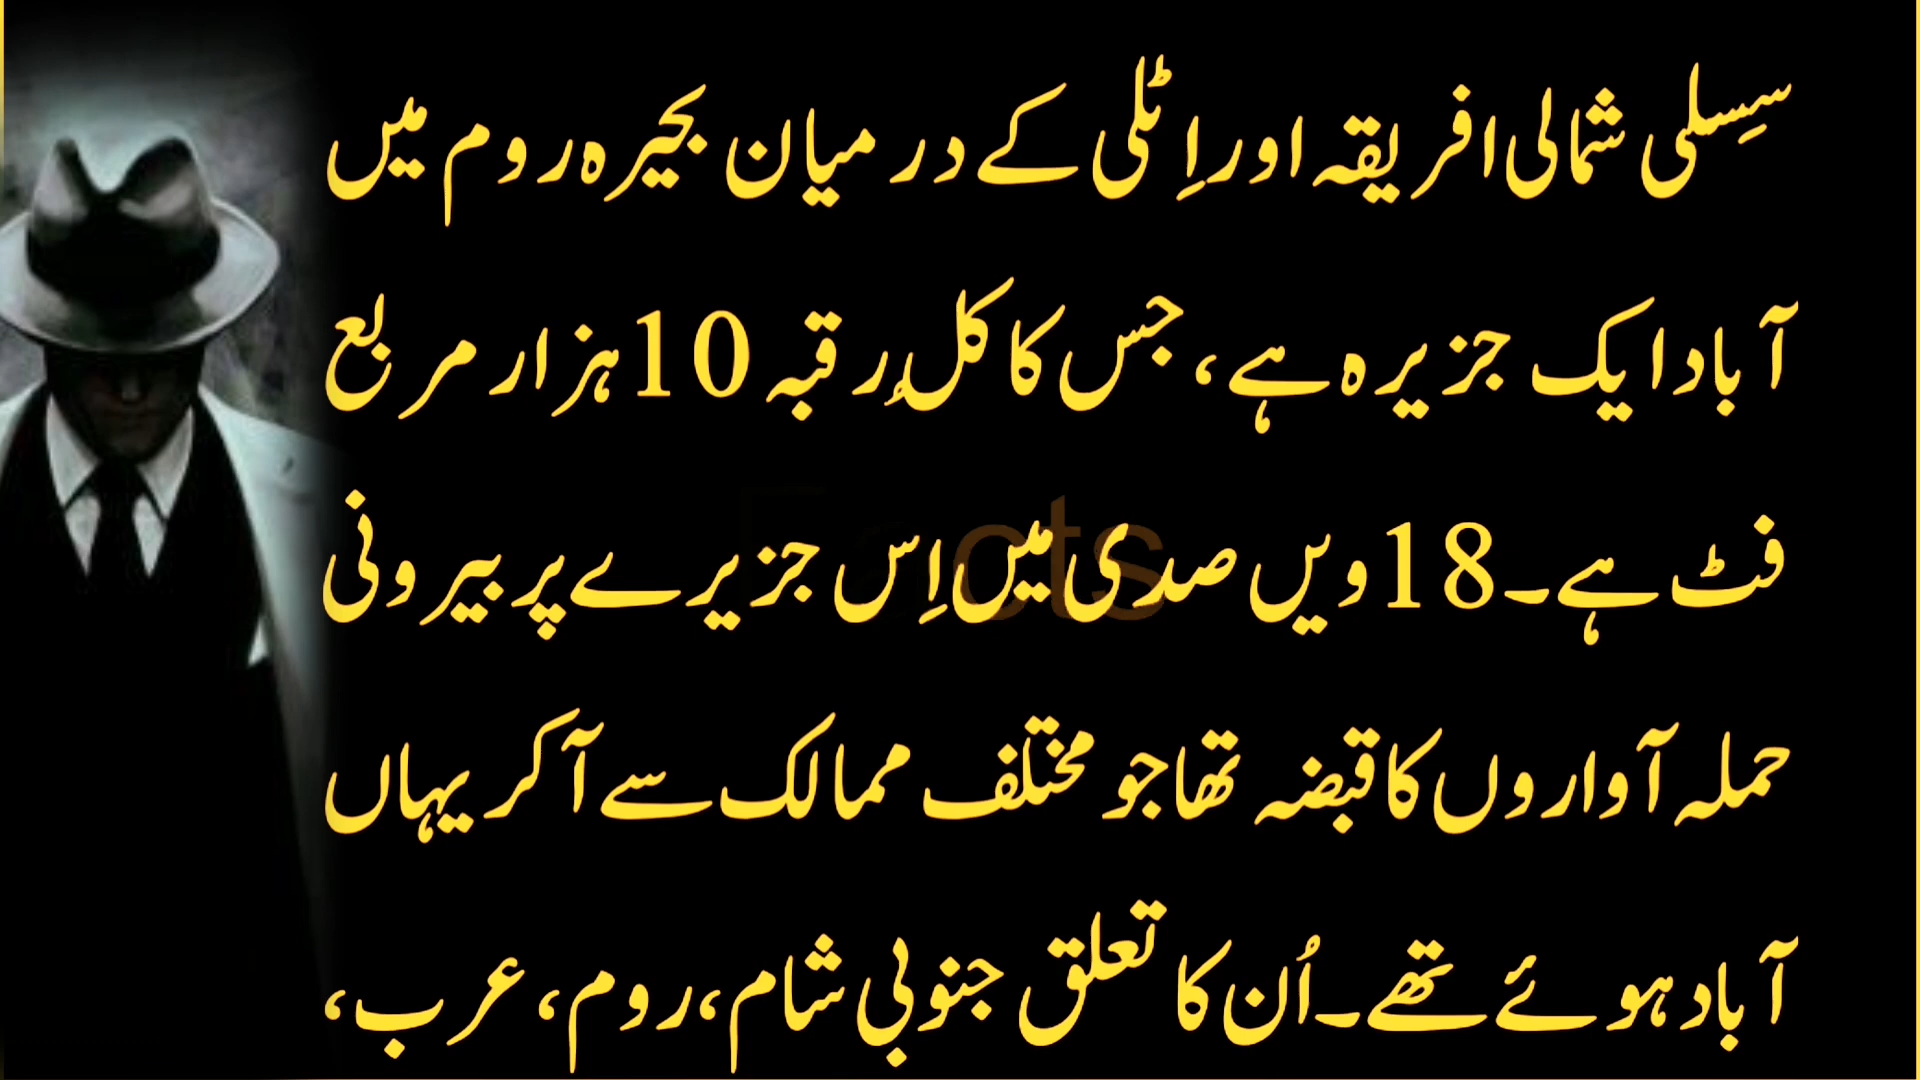 سِسلی شمالی افریقہ اور اِٹلی کے درمیان بحیرہ روم میں
آباد ایک جزیرہ ہے، جس کا کُل رقبہ 10 ہزار مربع
فٹ ہے۔ 18 ویں صدی میں اِس جزیرے پر بیرونی
حملہ آواروں کا قبضہ تھا جو مختلف ممالک سے آکر یہاں
آباد ہوئے تھے۔ اُن کا تعلق جنوبی شام، روم، عرب،